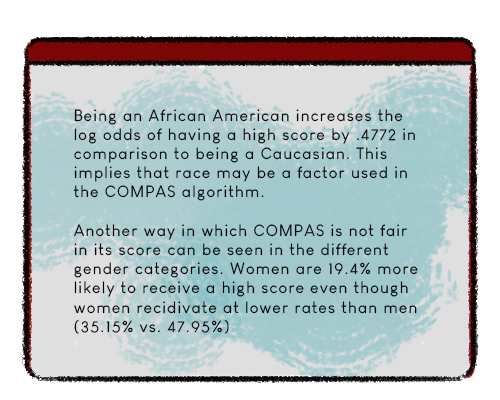 Being an African American increases the
log odds of having a high score by .4772 in
comparison to being a Caucasian. This
implies that race may be a factor used in
the COMPAS algorithm.
Another way in which COMPAS is not fair
in its score can be seen in the different
gender categories. Women are 19.4% more
likely to receive a high score even though
women recidivate at lower rates than men
(35.15% vs. 47.95%)